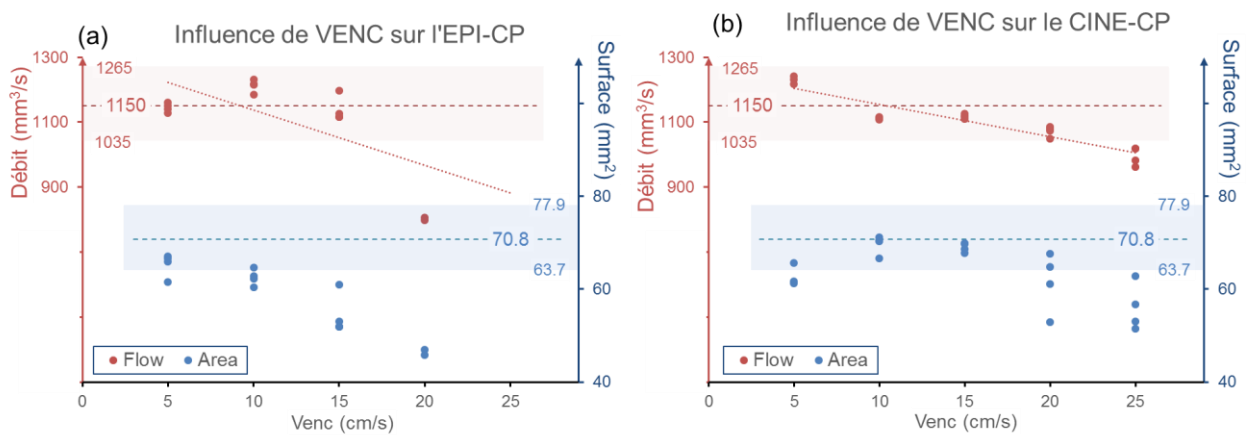 (a)
Influence de VENC sur l'EPI-CP
1300
1100
900
Débit (mm³/s)
1265
1150
1035
77.9
70.8
63.7
80
60
40
Surface (mm²)
Flow
Area
0
5
10
15
20
25
Venc (cm/s)
(b)
Influence de VENC sur le CINE-CP
1300
1100
900
Débit (mm³/s)
1265
1150
1035
77.9
70.8
63.7
80
60
40
Surface (mm²)
Flow
Area
0
5
10
15
20
25
Venc (cm/s)